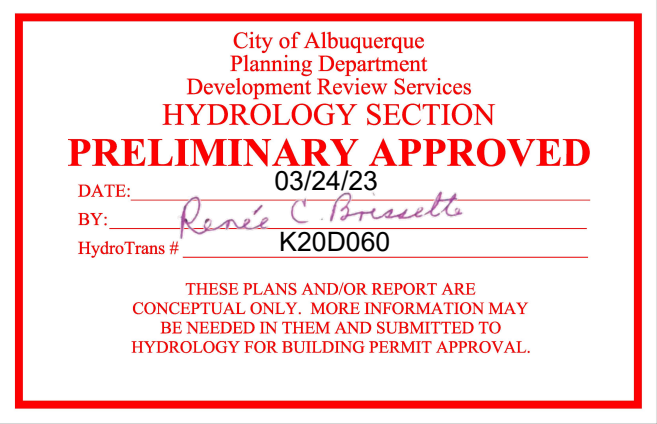 City of Albuquerque
Planning Department
Development Review Services
HYDROLOGY SECTION
PRELIMINARY APPROVED
DATE: 03/24/23
BY: Renée C. Brissette
HydroTrans # K20D060
THESE PLANS AND/OR REPORT ARE
CONCEPTUAL ONLY. MORE INFORMATION MAY
BE NEEDED IN THEM AND SUBMITTED TO
HYDROLOGY FOR BUILDING PERMIT APPROVAL.